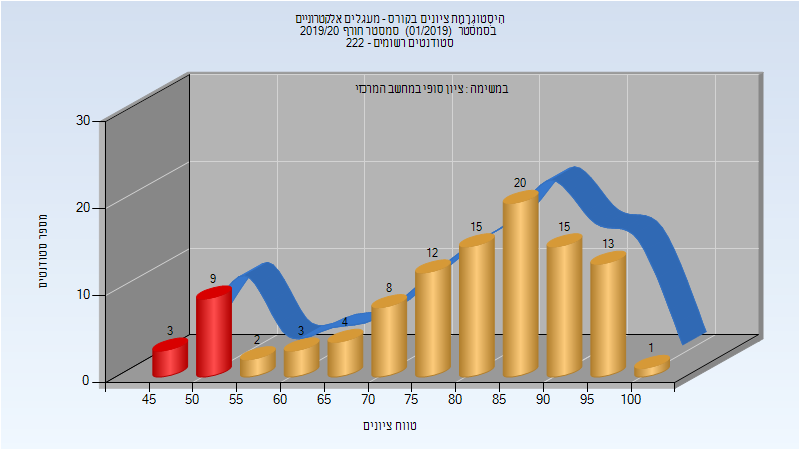 היסטוגרמת ציונים בקורס - מעגלים אלקטרוניים
בסמסטר (01/2019) סמסטר חורף 2019/20
סטודנטים רשומים - 222
במשימה : ציון סופי במחשב המרכזי
מספר סטודנטים
30
20
10
0
3
9
2
3
4
8
12
15
20
15
13
1
45 50 55 60 65 70 75 80 85 90 95 100
טווח ציונים